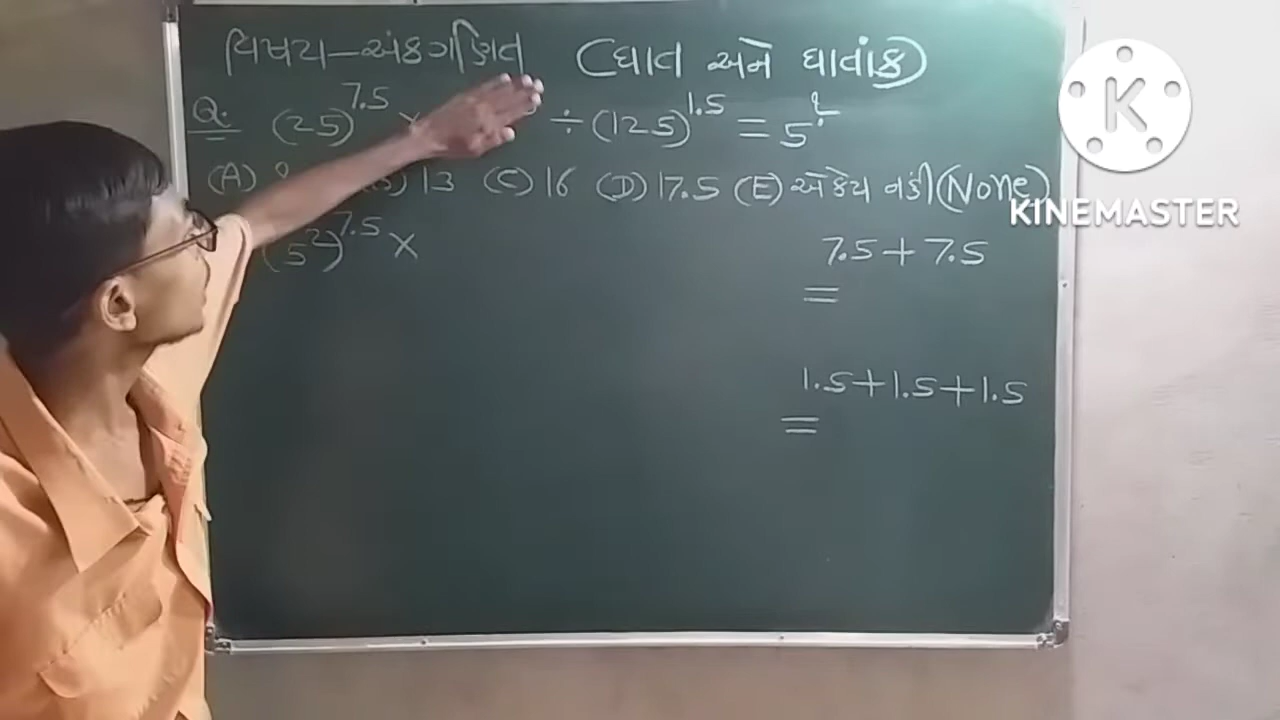 વિષય-અંકગણિત (ઘાત અને ઘાતાંક)
Q. (25)^7.5 × ÷ (125)^1.5 = 5^?
(A) 13 (C) 16 (D) 17.5 (E) એકેય નહીં (None)
(5²)^7.5 ×
7.5+7.5
=
1.5+1.5+1.5
=
K
KINEMASTER